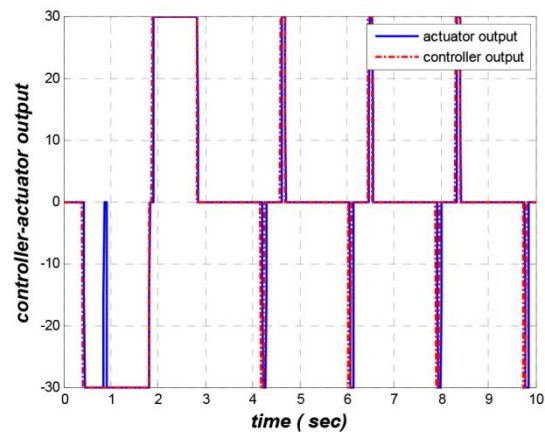 30
20
10
0
-10
-20
-30
controller-actuator output
actuator output
controller output
0 1 2 3 4 5 6 7 8 9 10
time ( sec)